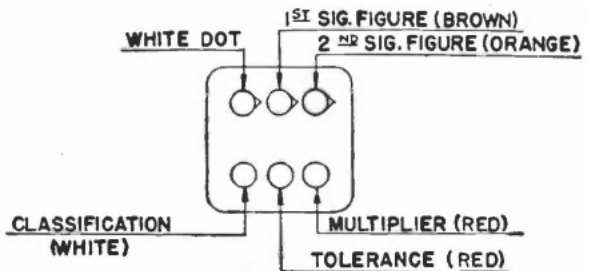 1ST SIG. FIGURE (BROWN)
WHITE DOT
2 ND SIG. FIGURE (ORANGE)
CLASSIFICATION
(WHITE)
MULTIPLIER (RED)
TOLERANCE (RED)